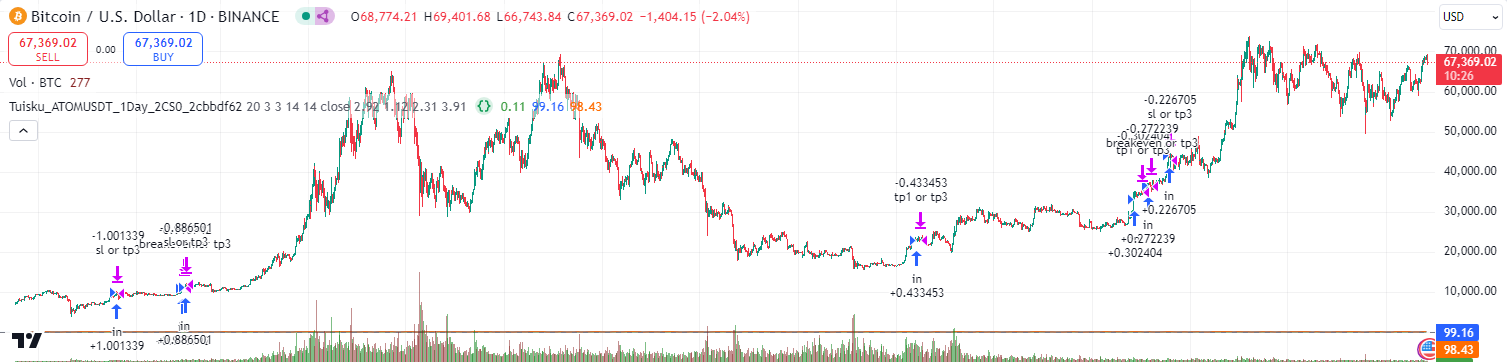 Bitcoin / U.S. Dollar · 1D · BINANCE O68,774.21 H69,401.68 L66,743.84 C67,369.02 −1,404.15 (−2.04%)
USD
67,369.02 SELL
0.00
67,369.02 BUY
Vol · BTC 277
Tuisku_ATOMUSDT_1Day_2CS0_2cbbdf62 20 3 3 14 14 close 2.92 1.12 2.31 3.91 {} 0.11 99.16 98.43
70,000.00
67,369.02
10:26
60,000.00
50,000.00
40,000.00
30,000.00
20,000.00
10,000.00
99.16
98.43
-1.001339
sl or tp3
in
+1.001339
-0.886501
sl or tp3
in
+0.886501
-0.433453
tp1 or tp3
in
+0.433453
-0.226705
sl or tp3
-0.272239
breakeven or tp3
-0.302404
tp1 or tp3
in
+0.226705
in
+0.272239
+0.302404
TV